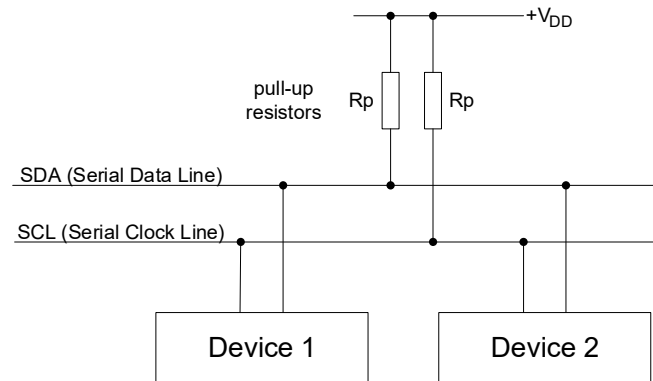 +VDD
pull-up
resistors
Rp
Rp
SDA (Serial Data Line)
SCL (Serial Clock Line)
Device 1
Device 2